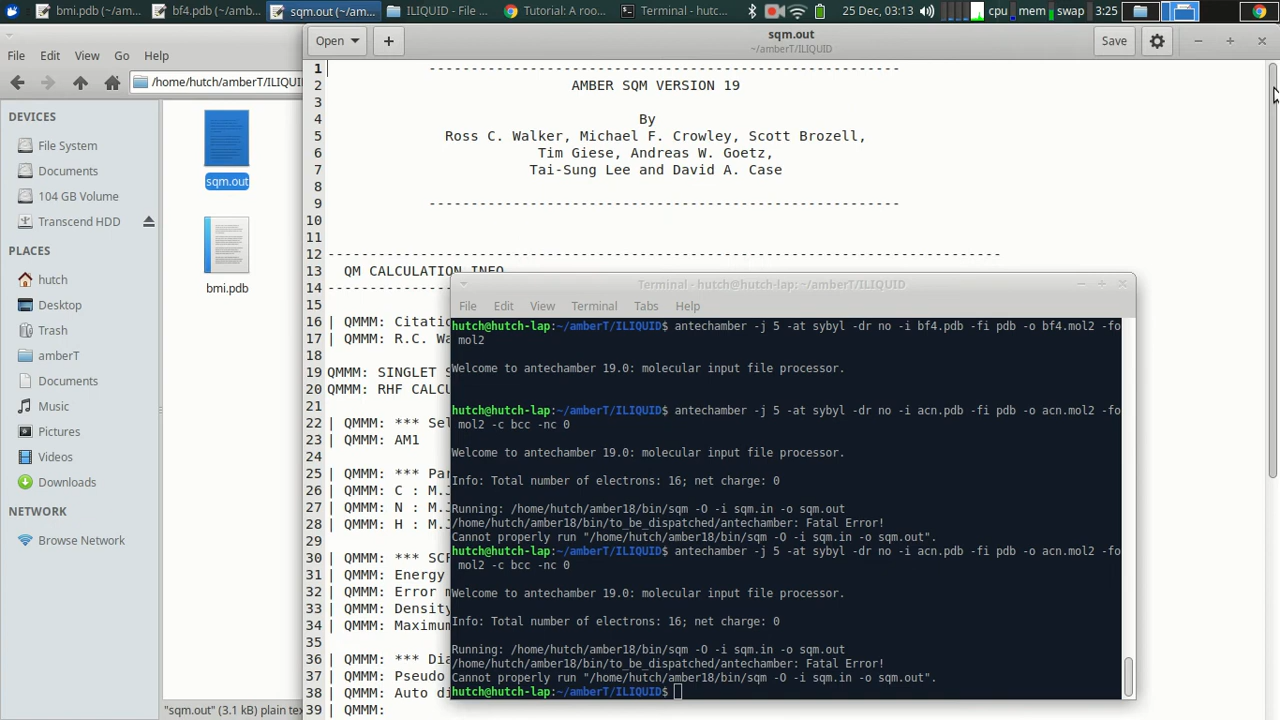 bmi.pdb (~/am...
bf4.pdb (~/amb...
sqm.out (~/am...
ILIQUID - File ...
Tutorial: A roo...
Terminal - hutc...
25 Dec, 03:13
cpu
mem
swap
3:25
File Edit View Go Help
/home/hutch/amberT/ILIQUI
DEVICES
File System
Documents
104 GB Volume
Transcend HDD
PLACES
hutch
Desktop
Trash
amberT
Documents
Music
Pictures
Videos
Downloads
NETWORK
Browse Network
sqm.out
bmi.pdb
"sqm.out" (3.1 kB) plain tex
Open
sqm.out
~/amberT/ILIQUID
Save
1 --------------------------------------------------------
2 AMBER SQM VERSION 19
3
4 By
5 Ross C. Walker, Michael F. Crowley, Scott Brozell,
6 Tim Giese, Andreas W. Goetz,
7 Tai-Sung Lee and David A. Case
8
9 --------------------------------------------------------
10
11
12 --------------------------------------------------------------------------------
13 QM CALCULATION INFO
14 ---------------
15
16 | QMMM: Citatio
17 | QMMM: R.C. Wa
18
19 QMMM: SINGLET S
20 QMMM: RHF CALCU
21
22 | QMMM: *** Sel
23 | QMMM: AM1
24
25 | QMMM: *** Par
26 | QMMM: C : M.J
27 | QMMM: N : M.J
28 | QMMM: H : M.J
29
30 | QMMM: *** SCF
31 | QMMM: Energy
32 | QMMM: Error m
33 | QMMM: Density
34 | QMMM: Maximum
35
36 | QMMM: *** Dia
37 | QMMM: Pseudo
38 | QMMM: Auto di
39 | QMMM:
Terminal - hutch@hutch-lap: ~/amberT/ILIQUID
File Edit View Terminal Tabs Help
hutch@hutch-lap:~/amberT/ILIQUID$ antechamber -j 5 -at sybyl -dr no -i bf4.pdb -fi pdb -o bf4.mol2 -fo
mol2
Welcome to antechamber 19.0: molecular input file processor.
hutch@hutch-lap:~/amberT/ILIQUID$ antechamber -j 5 -at sybyl -dr no -i acn.pdb -fi pdb -o acn.mol2 -fo
mol2 -c bcc -nc 0
Welcome to antechamber 19.0: molecular input file processor.
Info: Total number of electrons: 16; net charge: 0
Running: /home/hutch/amber18/bin/sqm -O -i sqm.in -o sqm.out
/home/hutch/amber18/bin/to_be_dispatched/antechamber: Fatal Error!
Cannot properly run "/home/hutch/amber18/bin/sqm -O -i sqm.in -o sqm.out".
hutch@hutch-lap:~/amberT/ILIQUID$ antechamber -j 5 -at sybyl -dr no -i acn.pdb -fi pdb -o acn.mol2 -fo
mol2 -c bcc -nc 0
Welcome to antechamber 19.0: molecular input file processor.
Info: Total number of electrons: 16; net charge: 0
Running: /home/hutch/amber18/bin/sqm -O -i sqm.in -o sqm.out
/home/hutch/amber18/bin/to_be_dispatched/antechamber: Fatal Error!
Cannot properly run "/home/hutch/amber18/bin/sqm -O -i sqm.in -o sqm.out".
hutch@hutch-lap:~/amberT/ILIQUID$